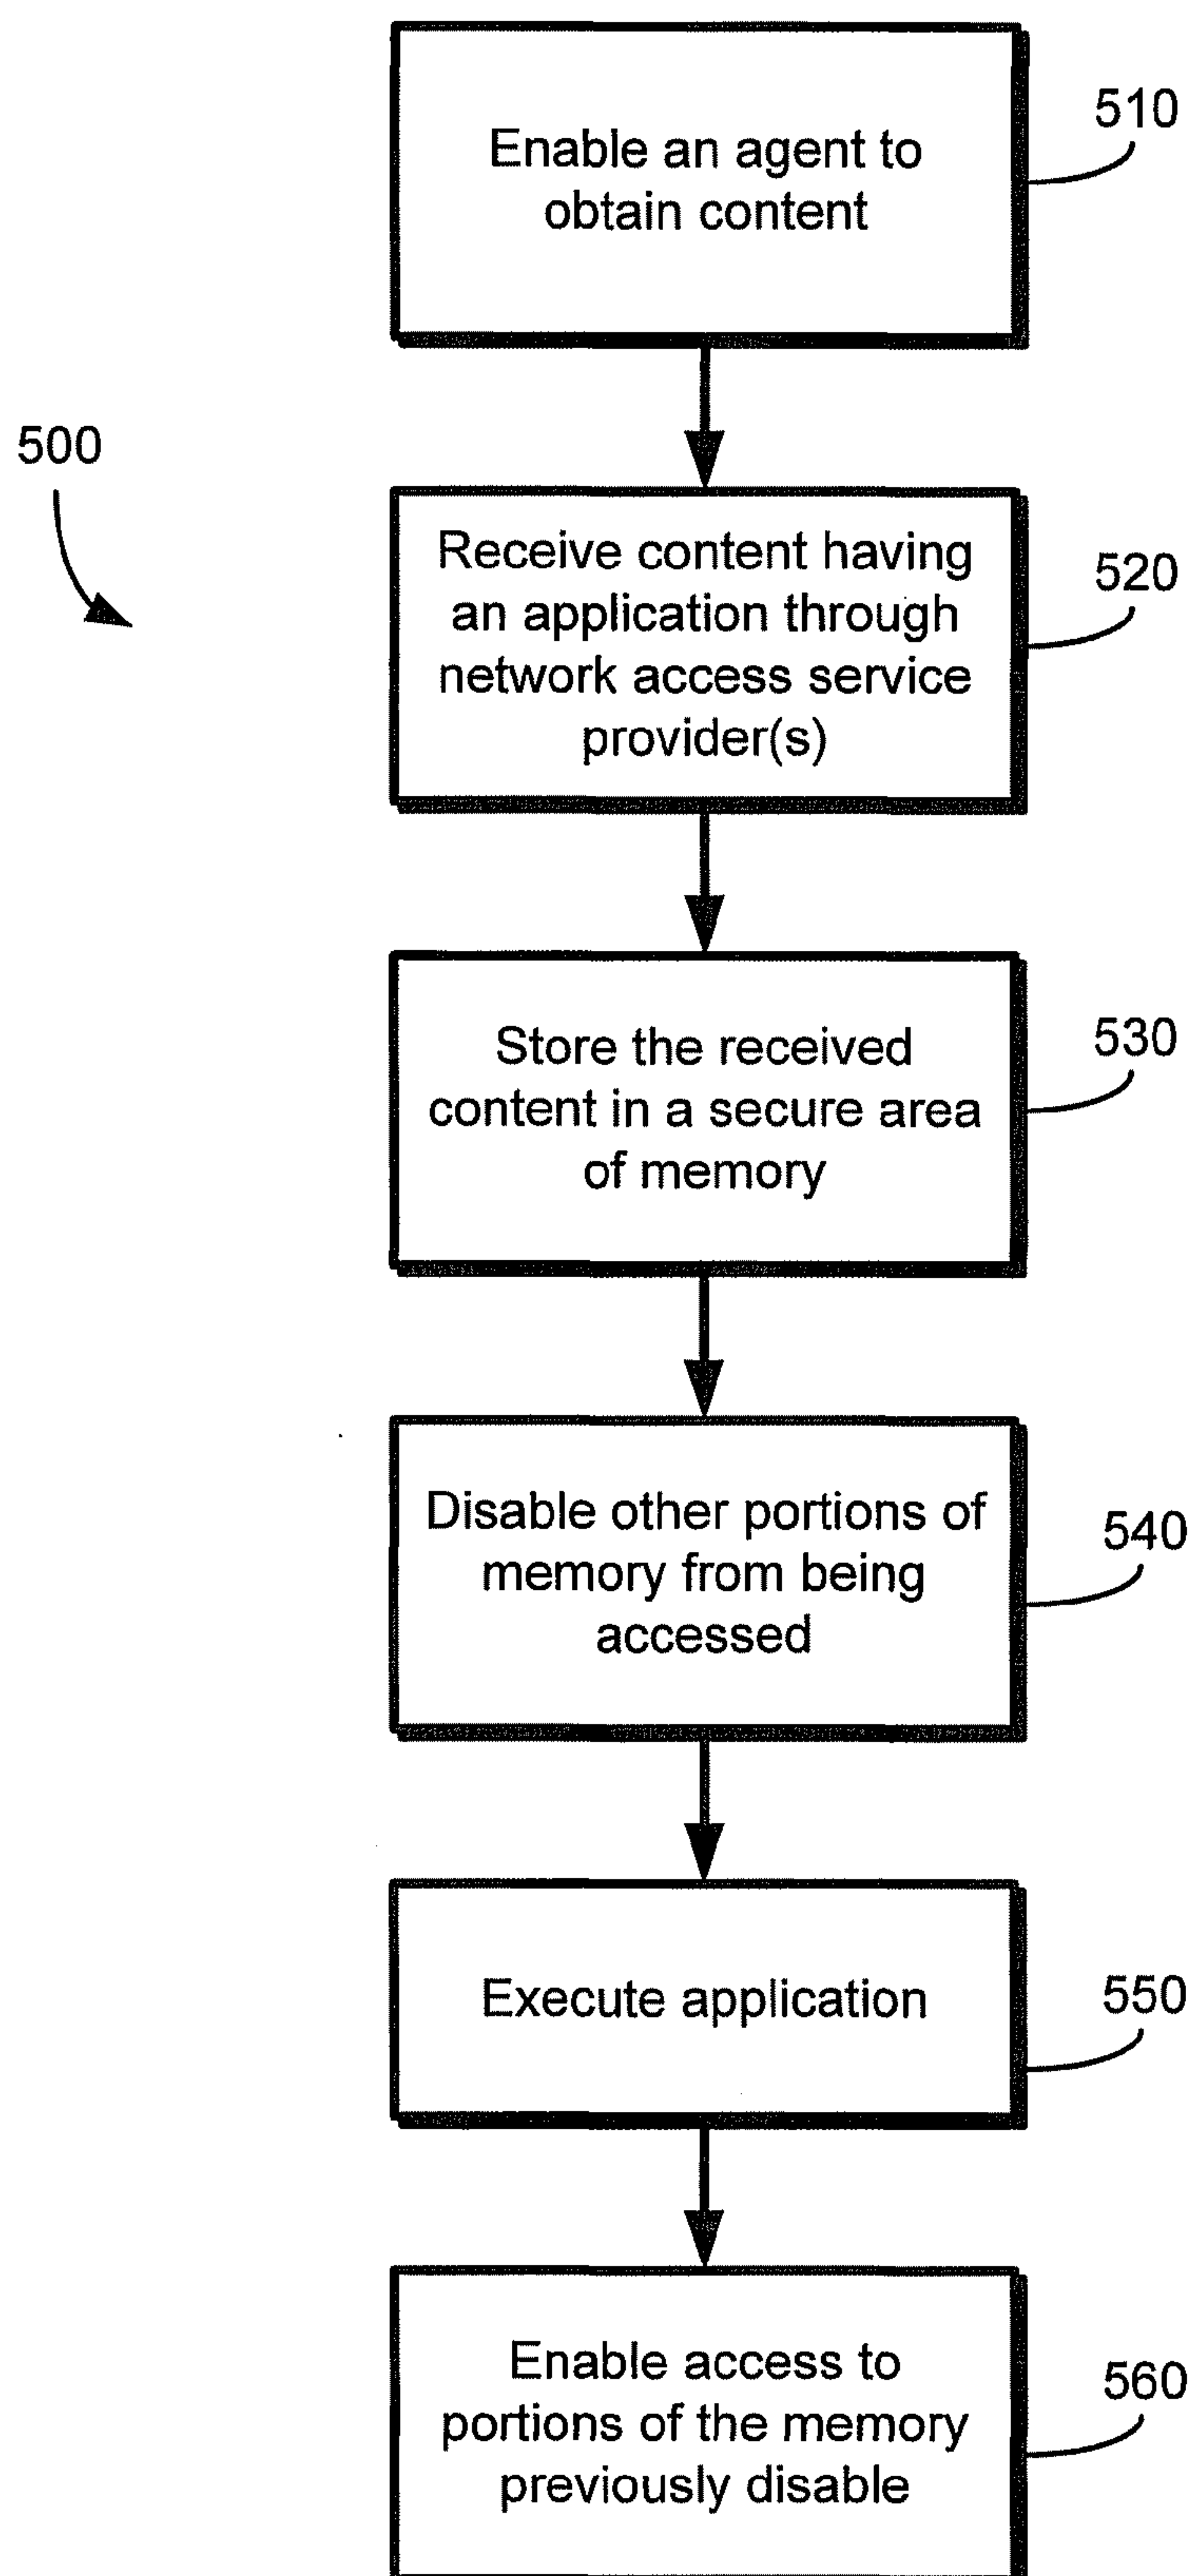 Enable an agent to
obtain content
510
500
Receive content having
an application through
network access service
provider(s)
520
Store the received
content in a secure area
of memory
530
Disable other portions of
memory from being
accessed
540
Execute application
550
Enable access to
portions of the memory
previously disable
560